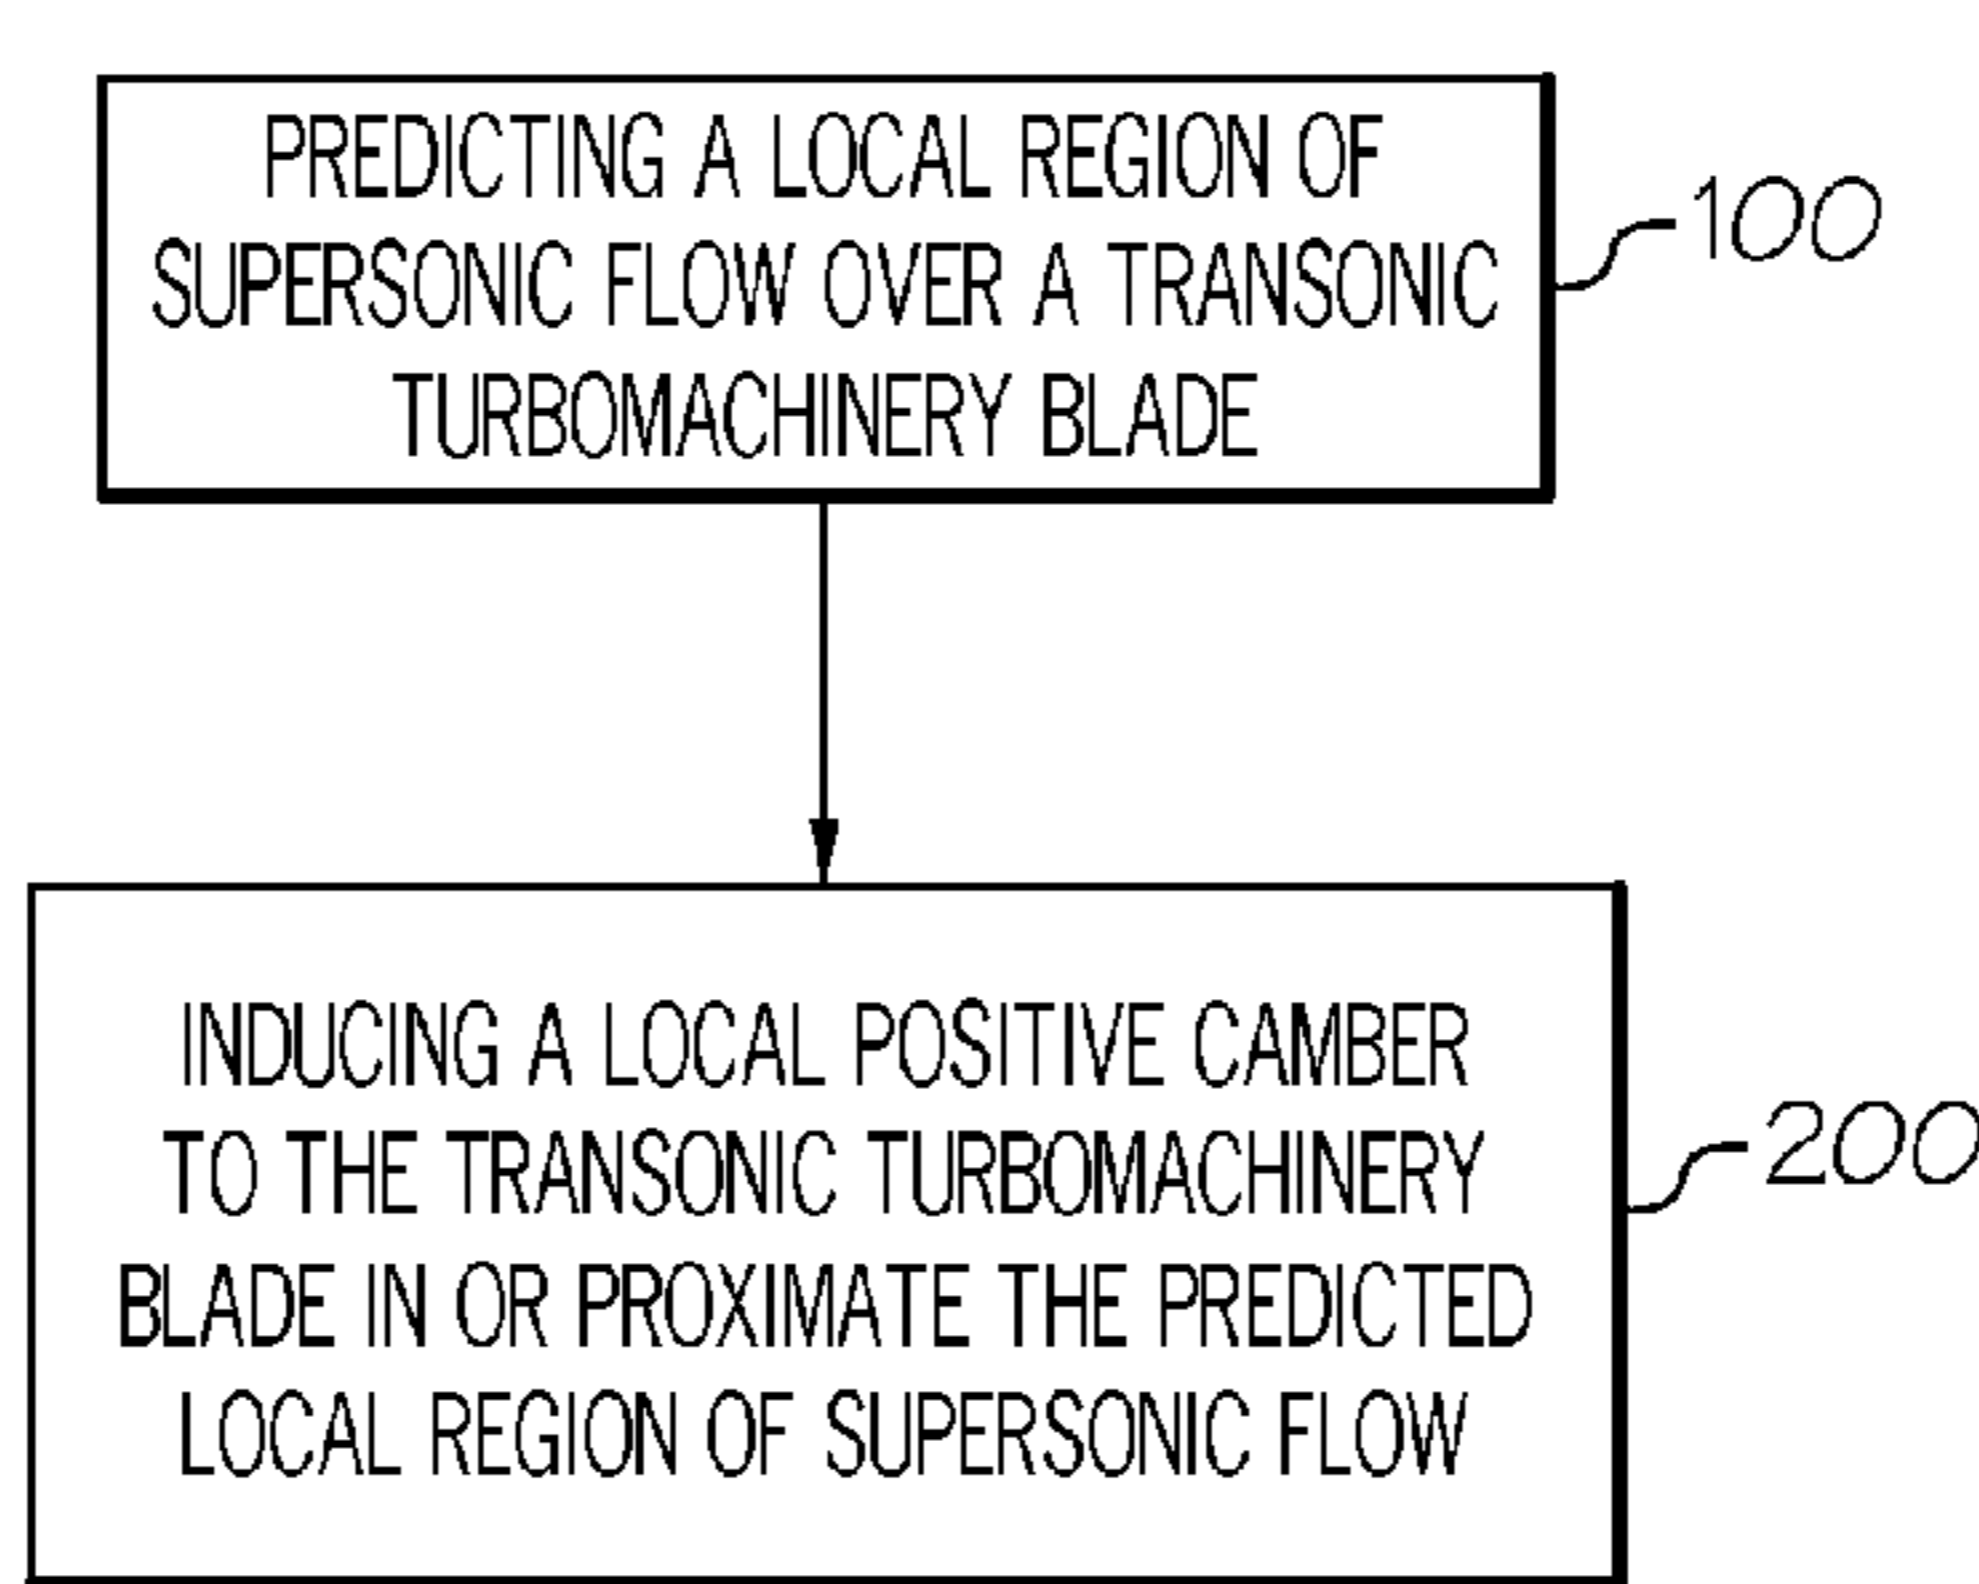 PREDICTING A LOCAL REGION OF
SUPERSONIC FLOW OVER A TRANSONIC
TURBOMACHINERY BLADE
100
INDUCING A LOCAL POSITIVE CAMBER
TO THE TRANSONIC TURBOMACHINERY
BLADE IN OR PROXIMATE THE PREDICTED
LOCAL REGION OF SUPERSONIC FLOW
200